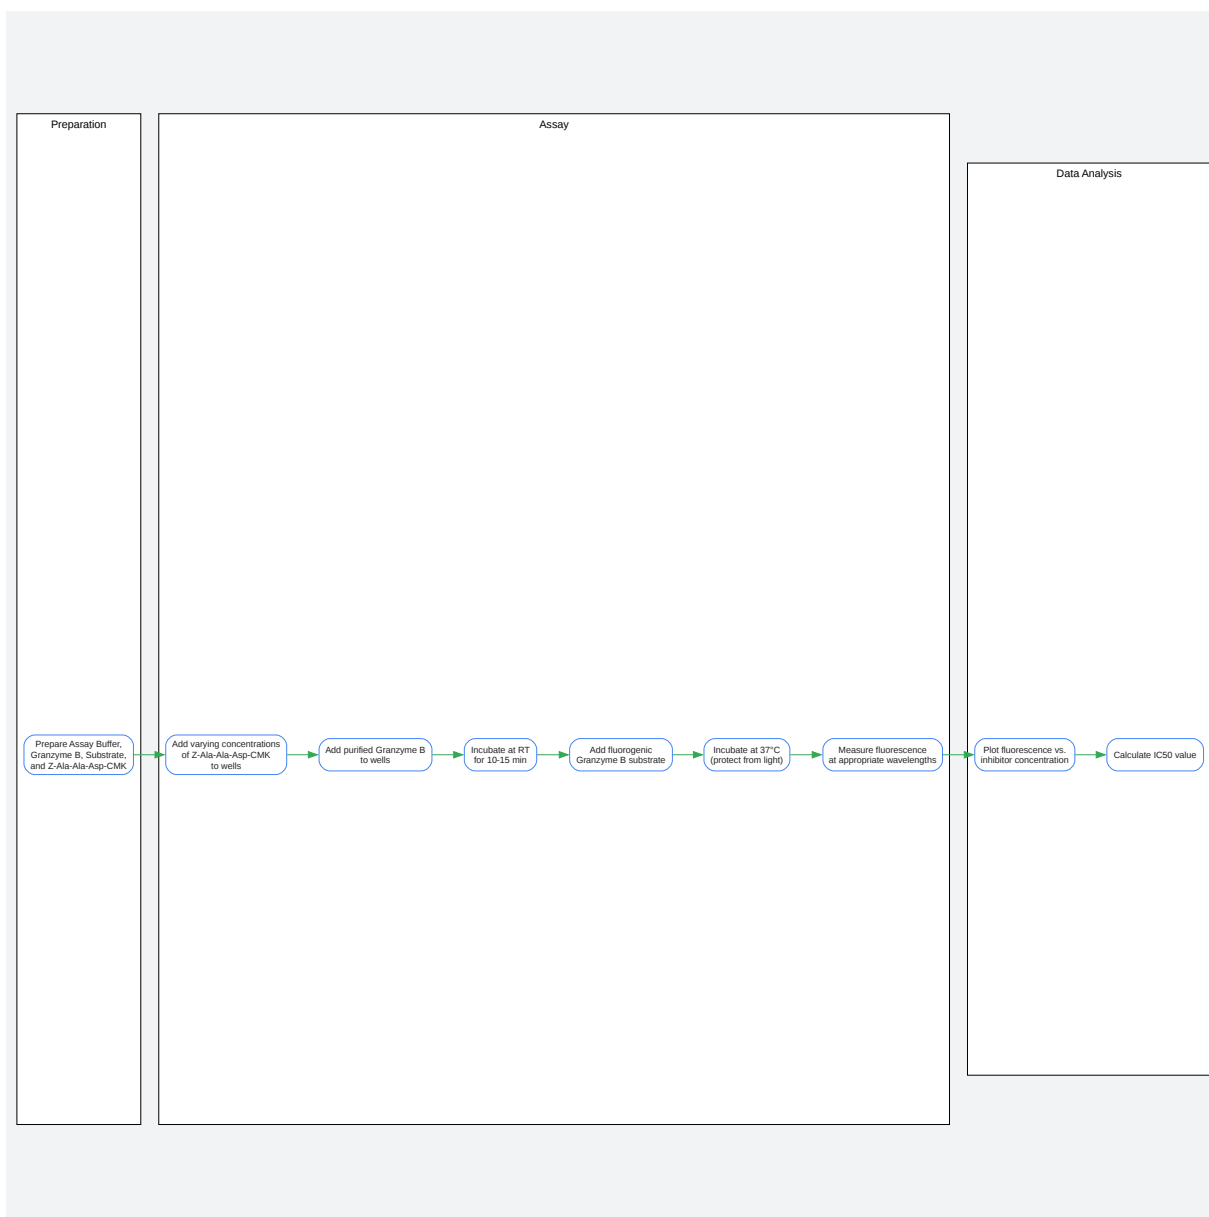 Preparation
Assay
Data Analysis
Prepare Assay Buffer,
Granzyme B, Substrate,
and Z-Ala-Ala-Asp-CMK
Add varying concentrations
of Z-Ala-Ala-Asp-CMK
to wells
Add purified Granzyme B
to wells
Incubate at RT
for 10-15 min
Add fluorogenic
Granzyme B substrate
Incubate at 37°C
(protect from light)
Measure fluorescence
at appropriate wavelengths
Plot fluorescence vs.
inhibitor concentration
Calculate IC50 value